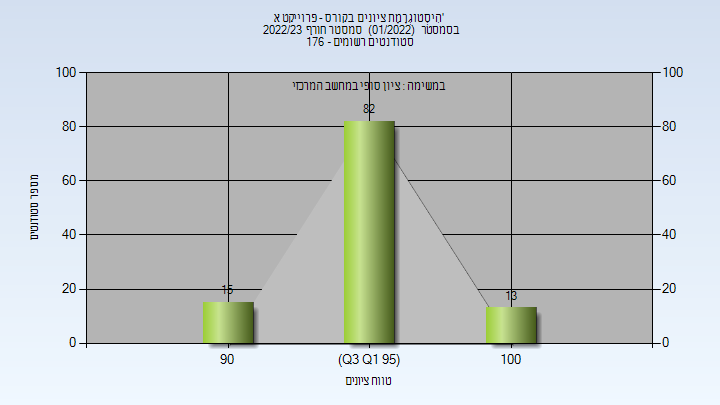 היסטוגרמת ציונים בקורס - פרוייקט א'
בסמסטר (01/2022) סמסטר חורף 2022/23
סטודנטים רשומים - 176
במשימה : ציון סופי במחשב המרכזי
100
80
60
40
20
0
100
80
60
40
20
0
מספר סטודנטים
15
82
13
90
(Q3 Q1 95)
100
טווח ציונים